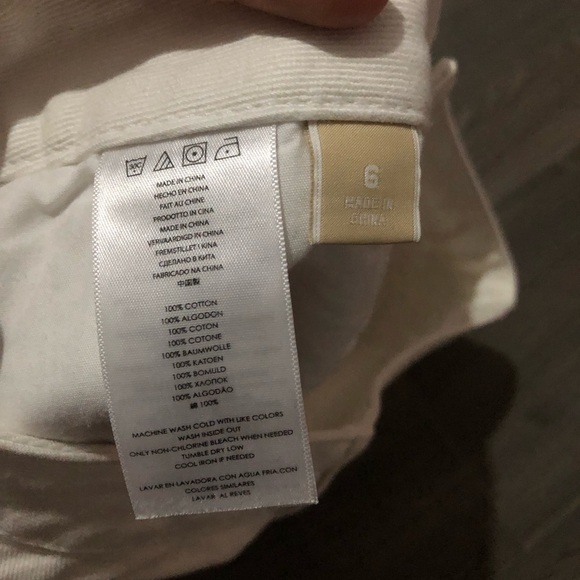 30C
MADE IN CHINA
HECHO EN CHINA
FAIT AU CHINE
PRODOTTO IN CINA
MADE IN CHINA
VERVAARDIGD IN CHINA
FREMSTILLET I KINA
СДЕЛАНО В КИТА
FABRICADO NA CHINA
中国製
100% COTTON
100% ALGODON
100% COTON
100% COTONE
100% BAUMWOLLE
100% KATOEN
100% BOMULD
100% ХЛОПОК
100% ALGODÃO
綿 100%
MACHINE WASH COLD WITH LIKE COLORS
WASH INSIDE OUT
ONLY NON-CHLORINE BLEACH WHEN NEEDED
TUMBLE DRY LOW
COOL IRON IF NEEDED
LAVAR EN LAVADORA CON AGUA FRIA.CON
COLORES SIMILARES
LAVAR AL REVES
6
MADE IN
CHINA